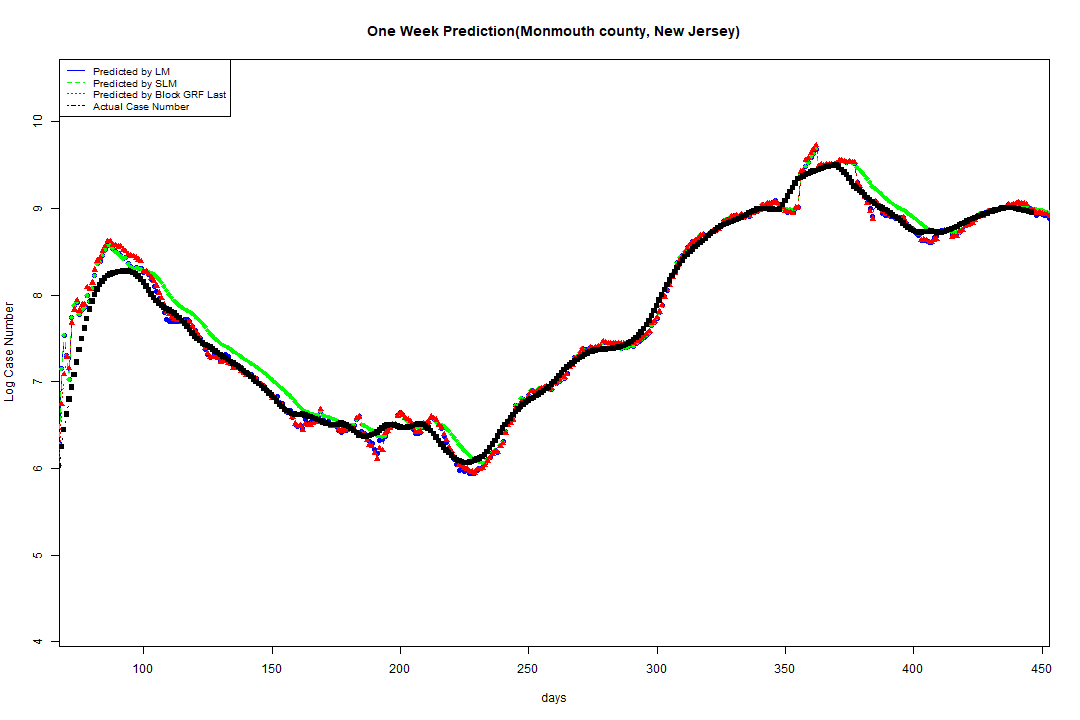 One Week Prediction(Monmouth county, New Jersey)
Predicted by LM
Predicted by SLM
Predicted by Block GRF Last
Actual Case Number
10
9
8
7
6
5
4
Log Case Number
100 150 200 250 300 350 400 450
days